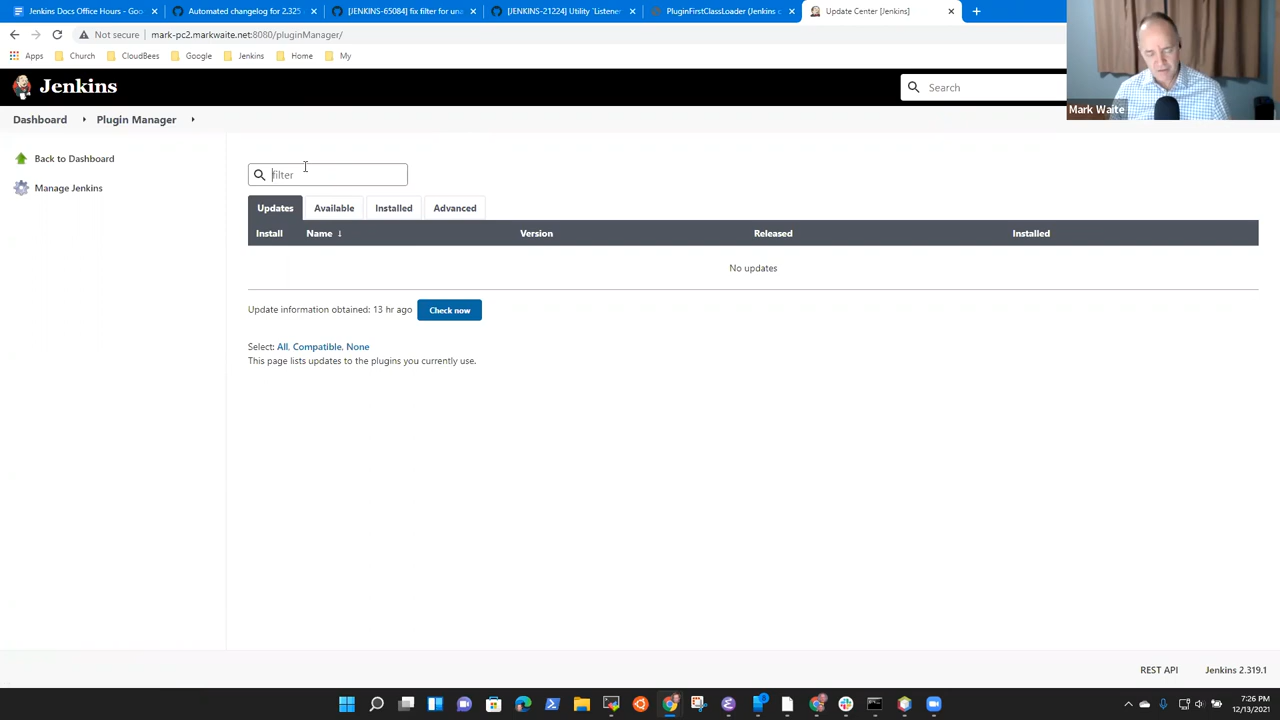 Jenkins Docs Office Hours - Goo
Automated changelog for 2.325
[JENKINS-65084] fix filter for una
[JENKINS-21224] Utility `Listener
PluginFirstClassLoader (Jenkins c
Update Center [Jenkins]
Not secure
mark-pc2.markwaite.net:8080/pluginManager/
Apps
Church
CloudBees
Google
Jenkins
Home
My
Jenkins
Search
Mark Waite
Dashboard
Plugin Manager
Back to Dashboard
Manage Jenkins
filter
Updates
Available
Installed
Advanced
Install
Name ↓
Version
Released
Installed
No updates
Update information obtained: 13 hr ago
Check now
Select: All, Compatible, None
This page lists updates to the plugins you currently use.
REST API
Jenkins 2.319.1
7:26 PM
12/13/2021